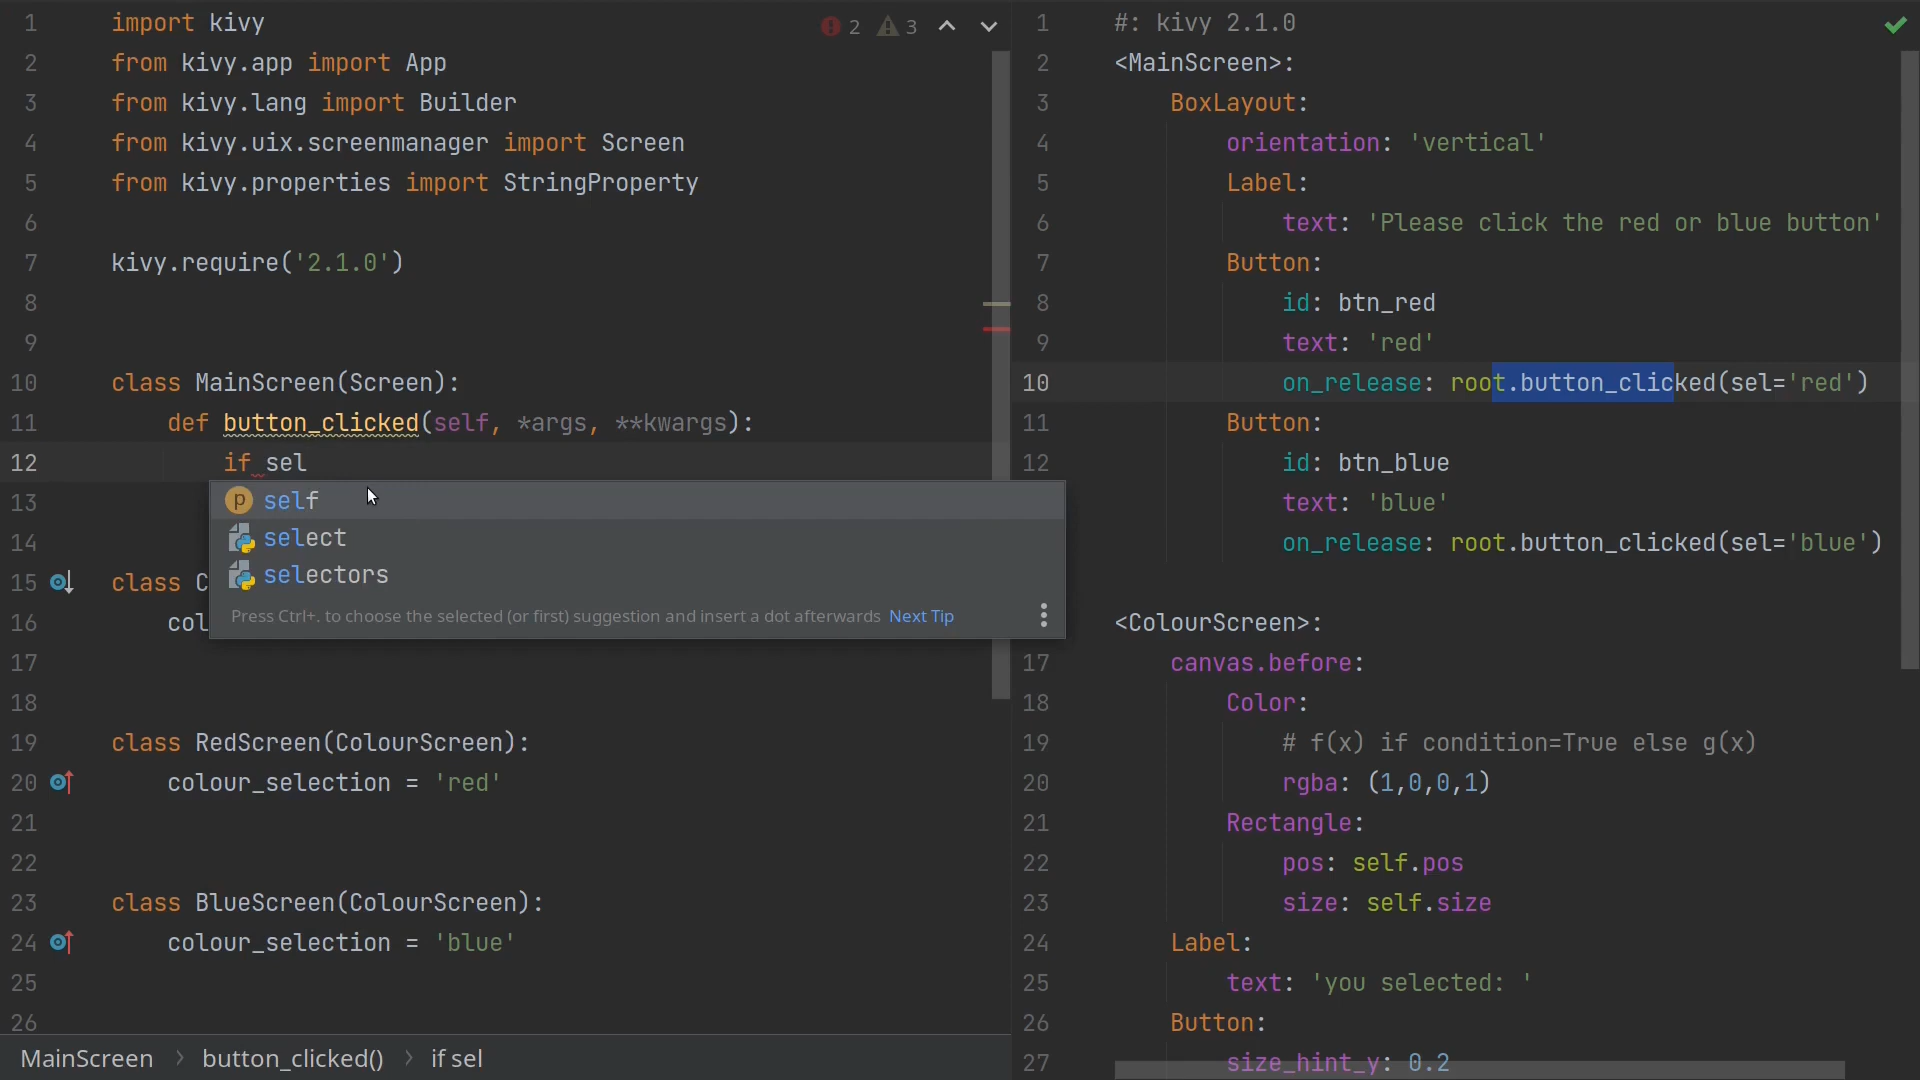 1 import kivy
2 from kivy.app import App
3 from kivy.lang import Builder
4 from kivy.uix.screenmanager import Screen
5 from kivy.properties import StringProperty
6
7 kivy.require('2.1.0')
8
9
10 class MainScreen(Screen):
11 def button_clicked(self, *args, **kwargs):
12 if sel
13
14
15 class C
16 col
17
18
19 class RedScreen(ColourScreen):
20 colour_selection = 'red'
21
22
23 class BlueScreen(ColourScreen):
24 colour_selection = 'blue'
25
26
2 3
p self
select
selectors
Press Ctrl+. to choose the selected (or first) suggestion and insert a dot afterwards Next Tip
MainScreen > button_clicked() > if sel
1 #: kivy 2.1.0
2 <MainScreen>:
3 BoxLayout:
4 orientation: 'vertical'
5 Label:
6 text: 'Please click the red or blue button'
7 Button:
8 id: btn_red
9 text: 'red'
10 on_release: root.button_clicked(sel='red')
11 Button:
12 id: btn_blue
text: 'blue'
on_release: root.button_clicked(sel='blue')
<ColourScreen>:
17 canvas.before:
18 Color:
19 # f(x) if condition=True else g(x)
20 rgba: (1,0,0,1)
21 Rectangle:
22 pos: self.pos
23 size: self.size
24 Label:
25 text: 'you selected: '
26 Button:
27 size_hint_y: 0.2